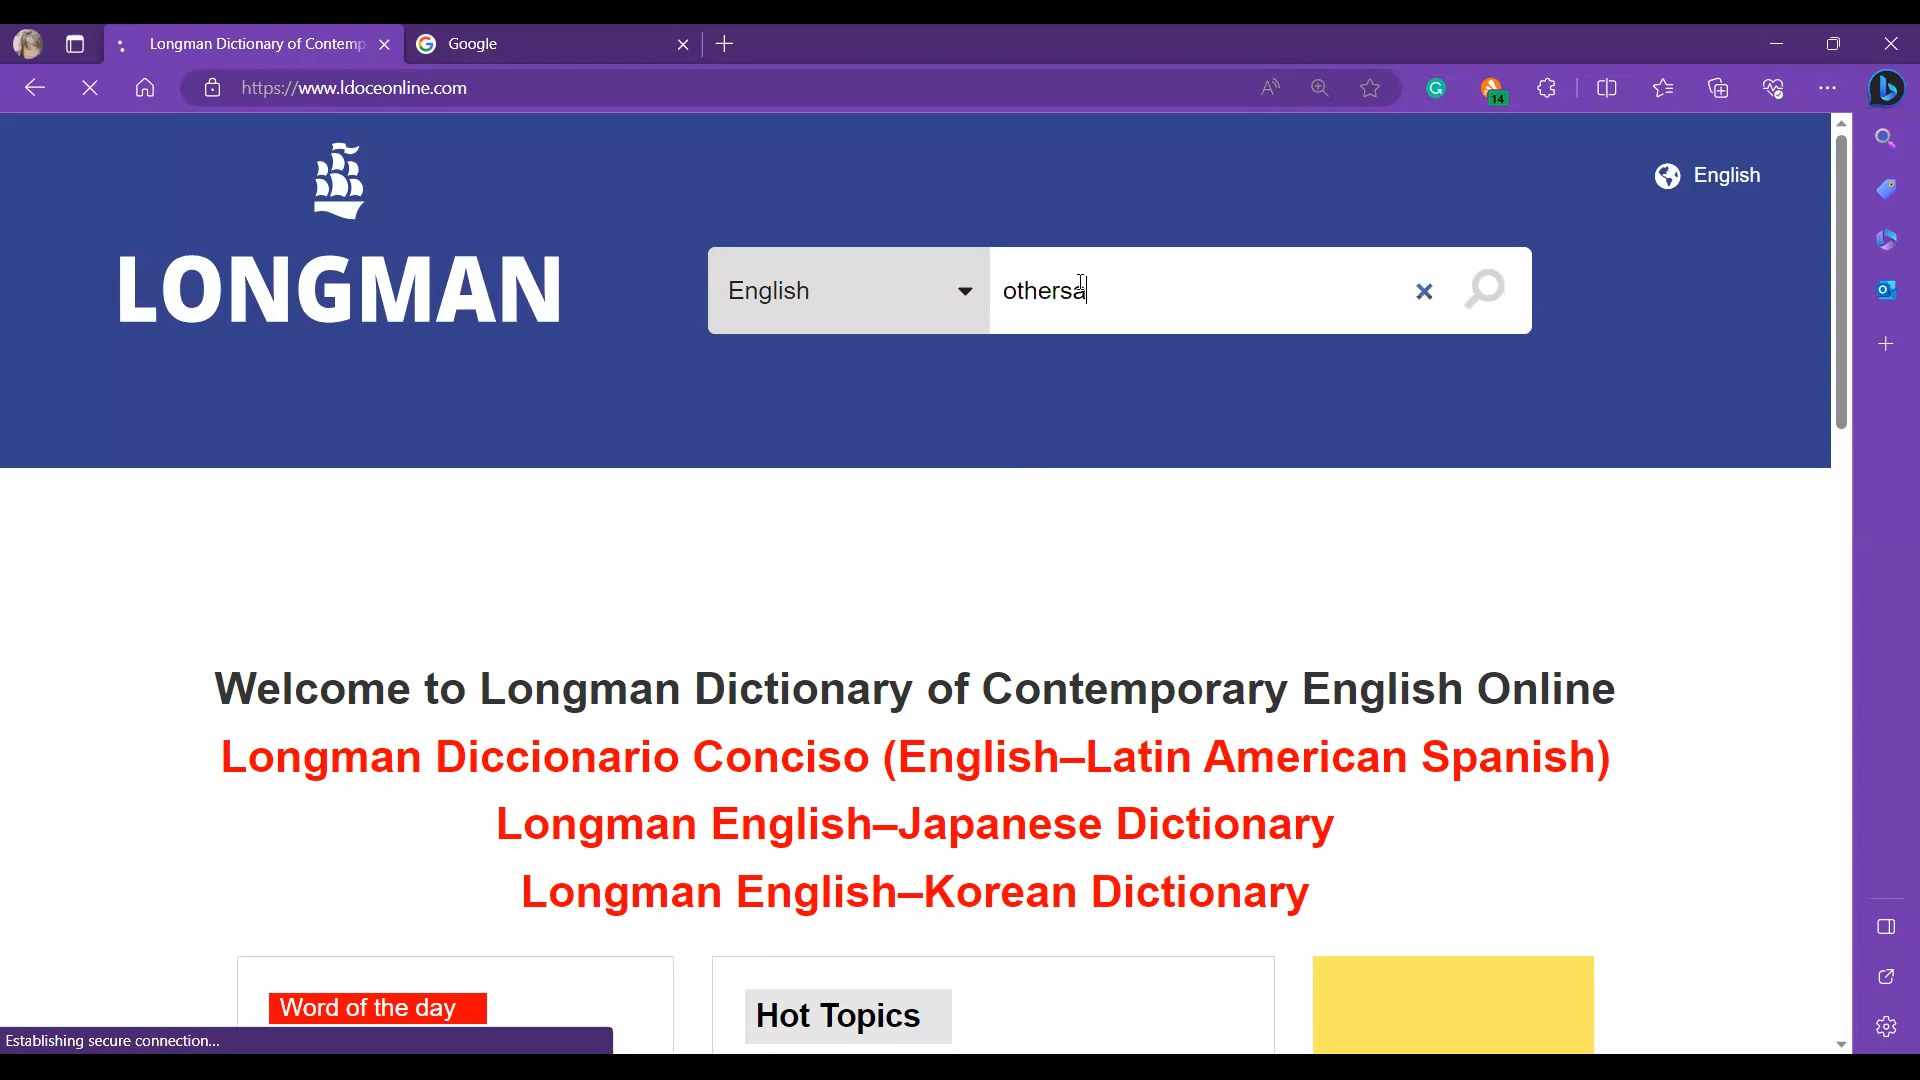 Longman Dictionary of Contemp
Google
https://www.ldoceonline.com
14
English
LONGMAN
English
othersa
Welcome to Longman Dictionary of Contemporary English Online
Longman Diccionario Conciso (English–Latin American Spanish)
Longman English–Japanese Dictionary
Longman English–Korean Dictionary
Word of the day
Hot Topics
Establishing secure connection...